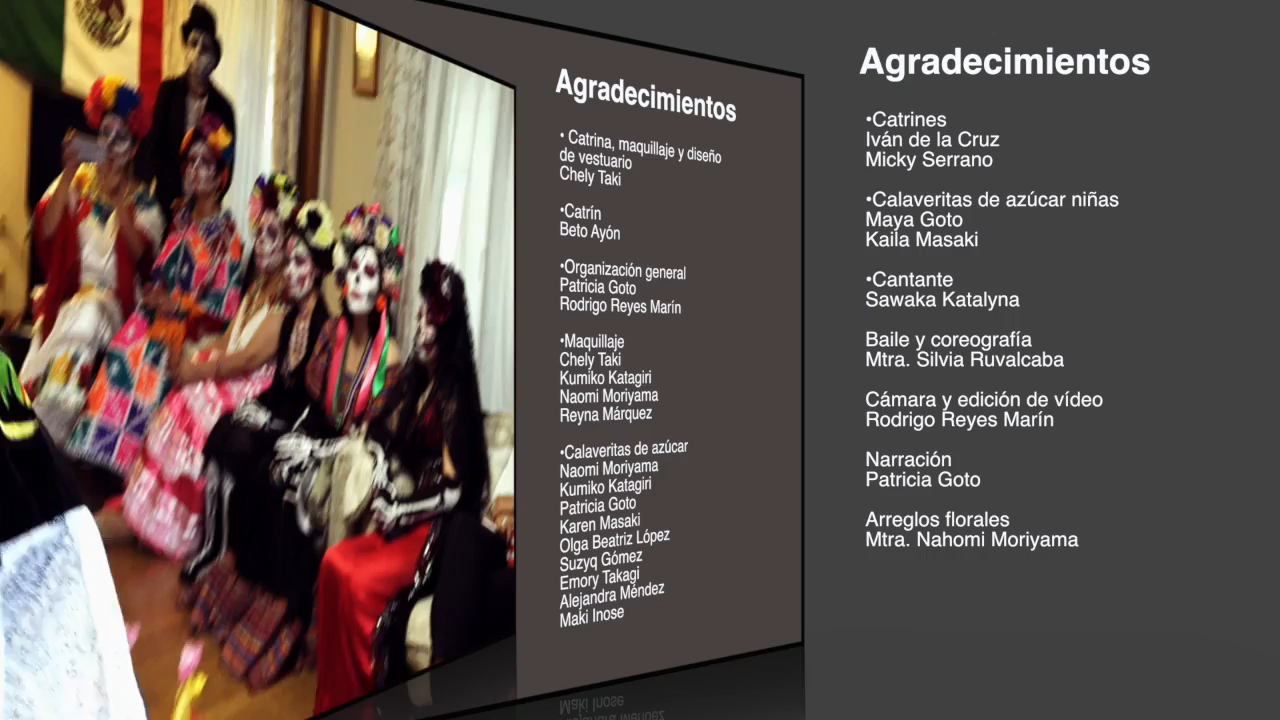 Agradecimientos
• Catrina, maquillaje y diseño
de vestuario
Chely Taki
•Catrín
Beto Ayón
•Organización general
Patricia Goto
Rodrigo Reyes Marín
•Maquillaje
Chely Taki
Kumiko Katagiri
Naomi Moriyama
Reyna Márquez
•Calaveritas de azúcar
Naomi Moriyama
Kumiko Katagiri
Patricia Goto
Karen Masaki
Olga Beatriz López
Suzyq Gómez
Emory Takagi
Alejandra Méndez
Maki Inose
Agradecimientos
•Catrines
Iván de la Cruz
Micky Serrano
•Calaveritas de azúcar niñas
Maya Goto
Kaila Masaki
•Cantante
Sawaka Katalyna
Baile y coreografía
Mtra. Silvia Ruvalcaba
Cámara y edición de vídeo
Rodrigo Reyes Marín
Narración
Patricia Goto
Arreglos florales
Mtra. Nahomi Moriyama